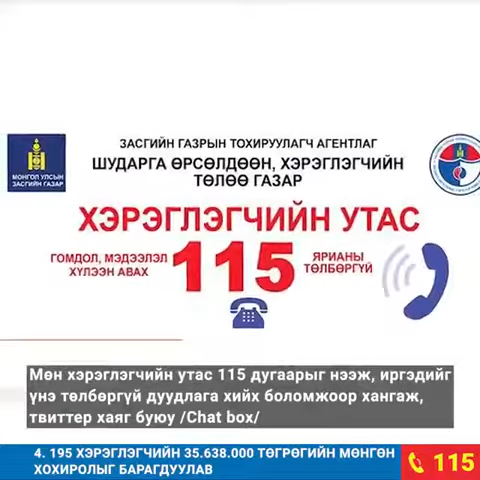 ЗАСГИЙН ГАЗРЫН ТОХИРУУЛАГЧ АГЕНТЛАГ
ШУДАРГА ӨРСӨЛДӨӨН, ХЭРЭГЛЭГЧИЙН
ТӨЛӨӨ ГАЗАР
МОНГОЛ УЛСЫН
ЗАСГИЙН ГАЗАР
ХЭРЭГЛЭГЧИЙН УТАС
ГОМДОЛ, МЭДЭЭЛЭЛ
ХҮЛЭЭН АВАХ
115
ЯРИАНЫ
ТӨЛБӨРГҮЙ
Мөн хэрэглэгчийн утас 115 дугаарыг нээж, иргэдийг
үнэ төлбөргүй дуудлага хийх боломжоор хангаж,
твиттер хаяг буюу /Chat box/
4. 195 ХЭРЭГЛЭГЧИЙН 35.638.000 ТӨГРӨГИЙН МӨНГӨН
ХОХИРОЛЫГ БАРАГДУУЛАВ
115